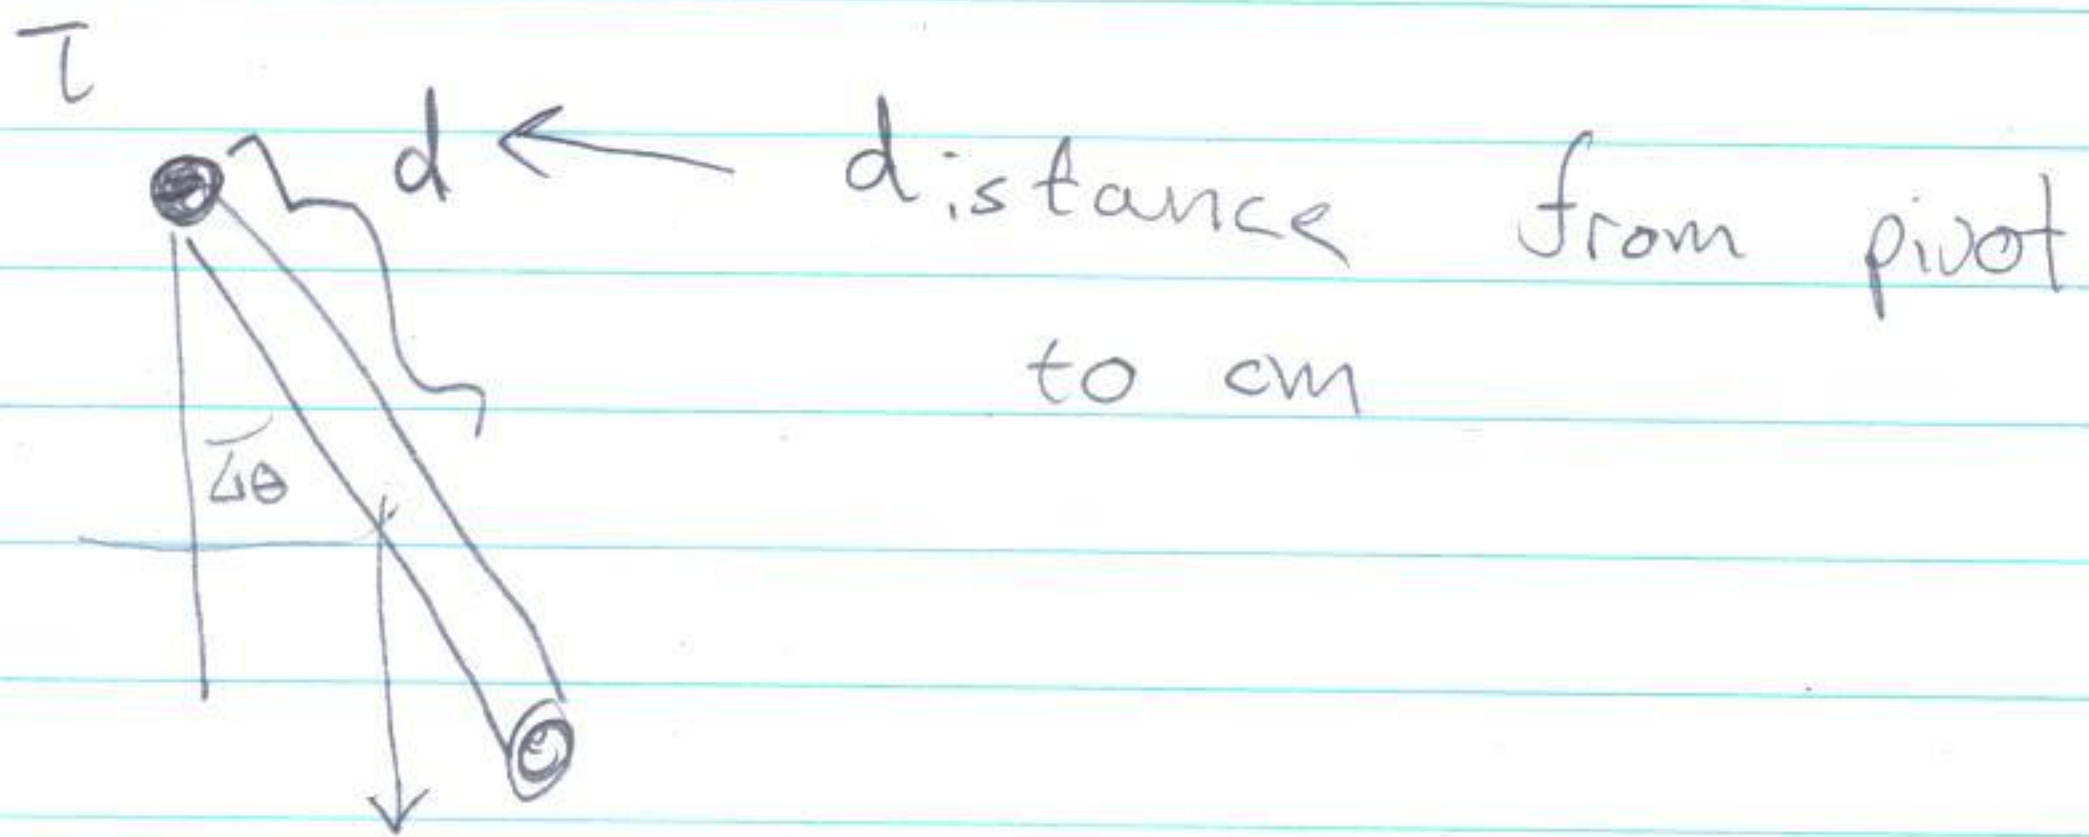 τ
d ← distance from pivot
to cm
∠θ